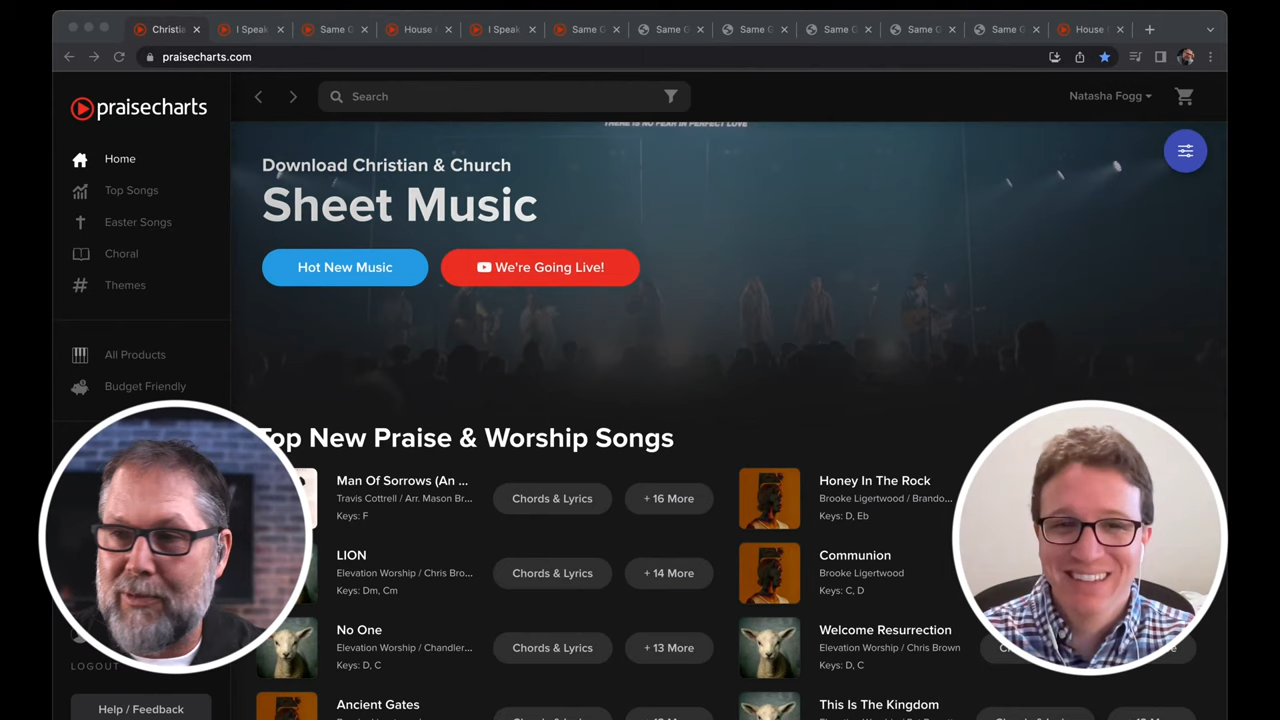 Christia
I Speak
Same G
House
I Speak
Same G
Same G
Same G
Same G
Same G
Same G
House
praisecharts.com
praisecharts
Search
Natasha Fogg
Home
Top Songs
Easter Songs
Choral
Themes
All Products
Budget Friendly
LOGOUT
Help / Feedback
THERE IS NO FEAR IN PERFECT LOVE
Download Christian & Church
Sheet Music
Hot New Music
We're Going Live!
Top New Praise & Worship Songs
Man Of Sorrows (An ...
Travis Cottrell / Arr. Mason Br...
Keys: F
Chords & Lyrics
+ 16 More
Honey In The Rock
Brooke Ligertwood / Brando...
Keys: D, Eb
LION
Elevation Worship / Chris Bro...
Keys: Dm, Cm
Chords & Lyrics
+ 14 More
Communion
Brooke Ligertwood
Keys: C, D
No One
Elevation Worship / Chandler...
Keys: D, C
Chords & Lyrics
+ 13 More
Welcome Resurrection
Elevation Worship / Chris Brown
Keys: D, C
Ancient Gates
This Is The Kingdom